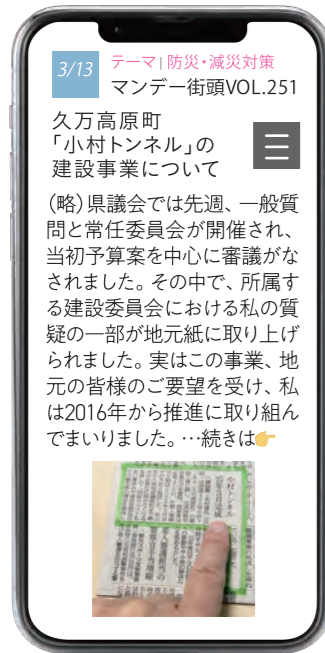 3/13
テーマ|防災・減災対策
マンデー街頭VOL.251
久万高原町
「小村トンネル」の
建設事業について
(略)県議会では先週、一般質
問と常任委員会が開催され、
当初予算案を中心に審議がな
されました。その中で、所属す
る建設委員会における私の質
疑の一部が地元紙に取り上げ
られました。実はこの事業、地
元の皆様のご要望を受け、私
は2016年から推進に取り組ん
でまいりました。…続きは👉
小村トンネル